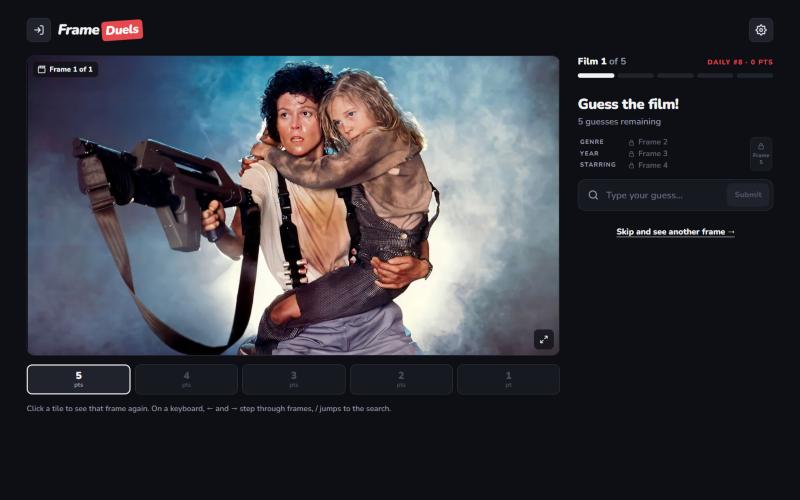 Frame Duels
Frame 1 of 1
Film 1 of 5
DAILY #8 · 0 PTS
Guess the film!
5 guesses remaining
GENRE Frame 2
YEAR Frame 3
STARRING Frame 4
Frame
5
Type your guess...
Submit
Skip and see another frame →
5
pts
4
pts
3
pts
2
pts
1
pt
Click a tile to see that frame again. On a keyboard, ← and → step through frames, / jumps to the search.